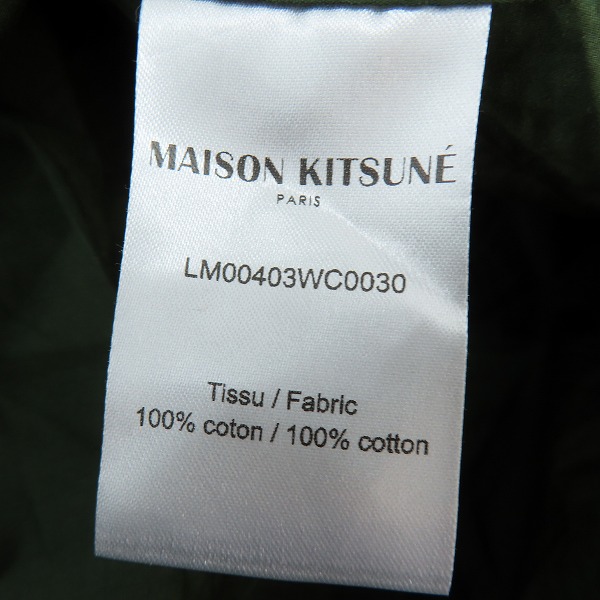 MAISON KITSUNÉ
PARIS
LM00403WC0030
Tissu / Fabric
100% coton / 100% cotton